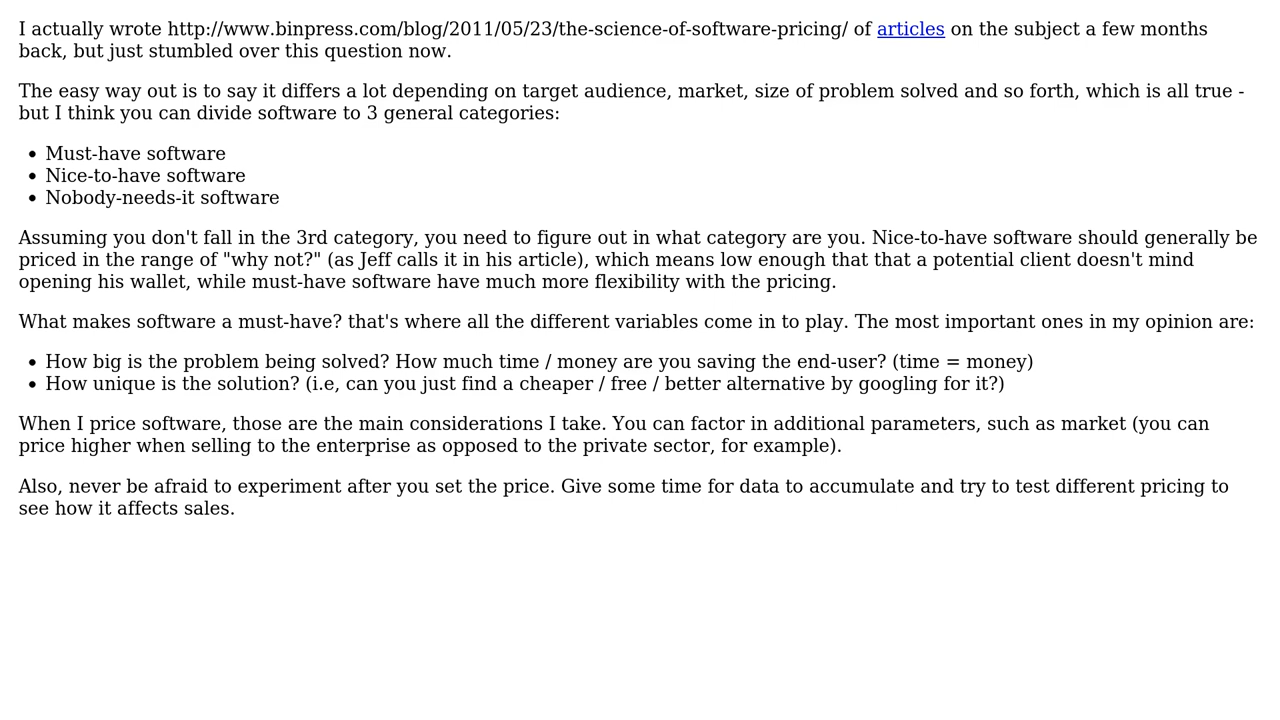 I actually wrote http://www.binpress.com/blog/2011/05/23/the-science-of-software-pricing/ of articles on the subject a few months
back, but just stumbled over this question now.
The easy way out is to say it differs a lot depending on target audience, market, size of problem solved and so forth, which is all true -
but I think you can divide software to 3 general categories:
• Must-have software
• Nice-to-have software
• Nobody-needs-it software
Assuming you don't fall in the 3rd category, you need to figure out in what category are you. Nice-to-have software should generally be
priced in the range of "why not?" (as Jeff calls it in his article), which means low enough that that a potential client doesn't mind
opening his wallet, while must-have software have much more flexibility with the pricing.
What makes software a must-have? that's where all the different variables come in to play. The most important ones in my opinion are:
• How big is the problem being solved? How much time / money are you saving the end-user? (time = money)
• How unique is the solution? (i.e, can you just find a cheaper / free / better alternative by googling for it?)
When I price software, those are the main considerations I take. You can factor in additional parameters, such as market (you can
price higher when selling to the enterprise as opposed to the private sector, for example).
Also, never be afraid to experiment after you set the price. Give some time for data to accumulate and try to test different pricing to
see how it affects sales.